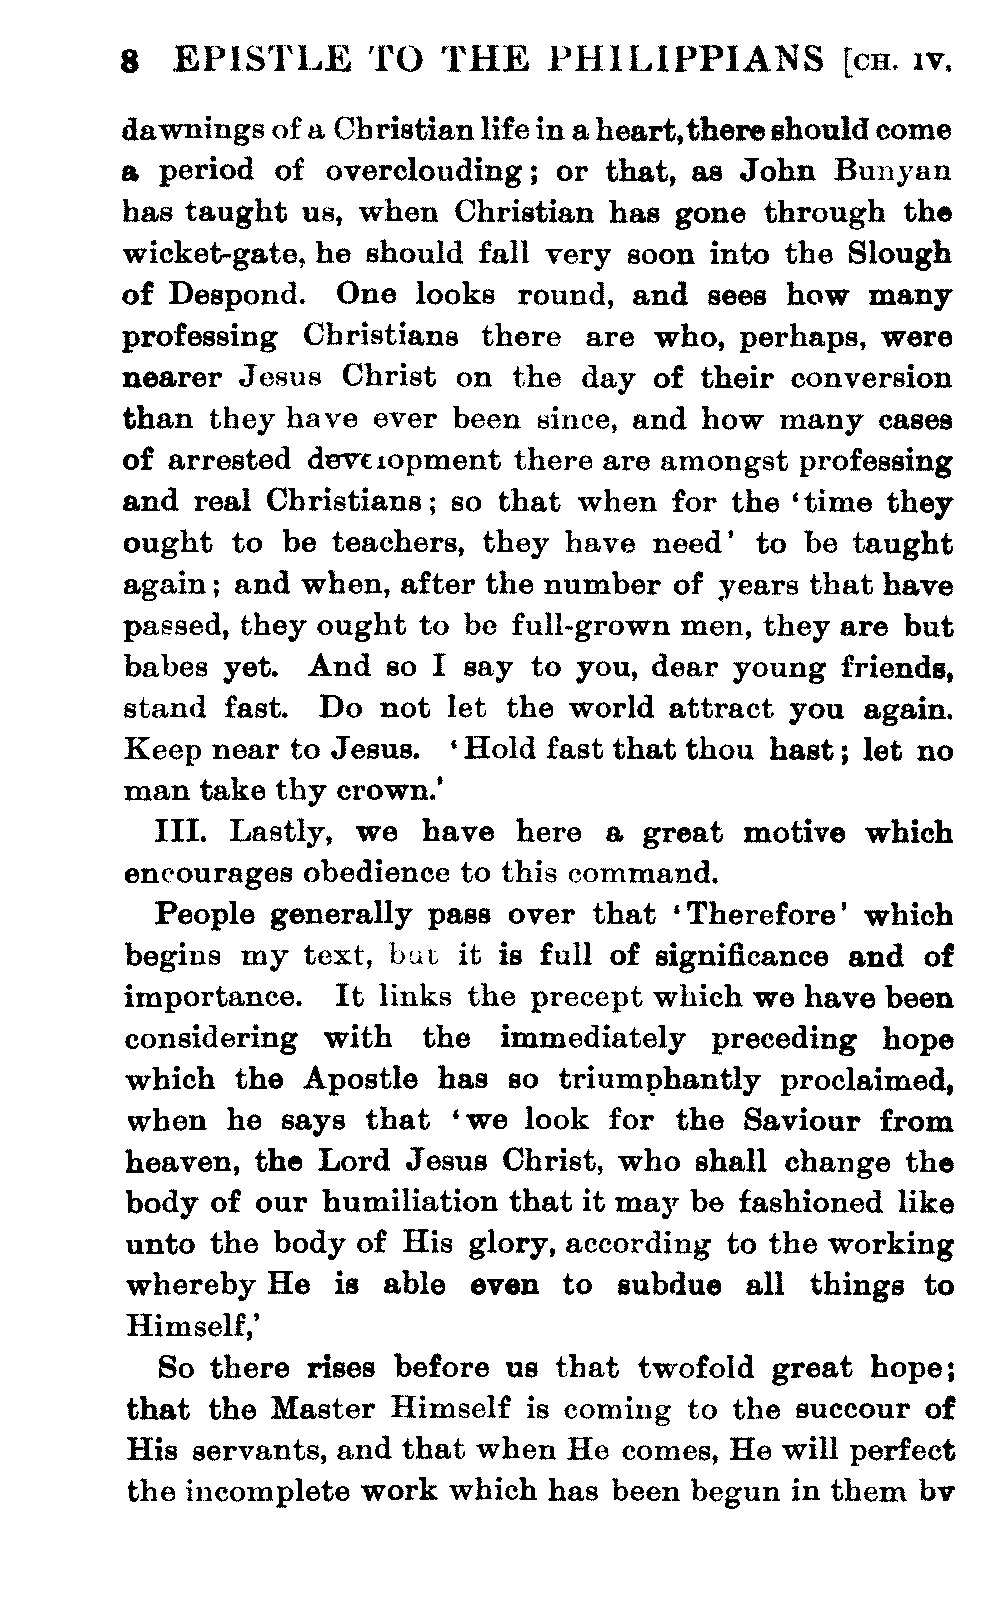 8 EPISTLE TO THE PHILIPPIANS [CH. IV.
dawnings of a Christian life in a heart, there should come
a period of overclouding; or that, as John Bunyan
has taught us, when Christian has gone through the
wicket-gate, he should fall very soon into the Slough
of Despond. One looks round, and sees how many
professing Christians there are who, perhaps, were
nearer Jesus Christ on the day of their conversion
than they have ever been since, and how many cases
of arrested development there are amongst professing
and real Christians; so that when for the ‘time they
ought to be teachers, they have need’ to be taught
again; and when, after the number of years that have
passed, they ought to be full-grown men, they are but
babes yet. And so I say to you, dear young friends,
stand fast. Do not let the world attract you again.
Keep near to Jesus. ‘Hold fast that thou hast; let no
man take thy crown.’
III. Lastly, we have here a great motive which
encourages obedience to this command.
People generally pass over that ‘Therefore’ which
begins my text, but it is full of significance and of
importance. It links the precept which we have been
considering with the immediately preceding hope
which the Apostle has so triumphantly proclaimed,
when he says that ‘we look for the Saviour from
heaven, the Lord Jesus Christ, who shall change the
body of our humiliation that it may be fashioned like
unto the body of His glory, according to the working
whereby He is able even to subdue all things to
Himself,’
So there rises before us that twofold great hope;
that the Master Himself is coming to the succour of
His servants, and that when He comes, He will perfect
the incomplete work which has been begun in them by